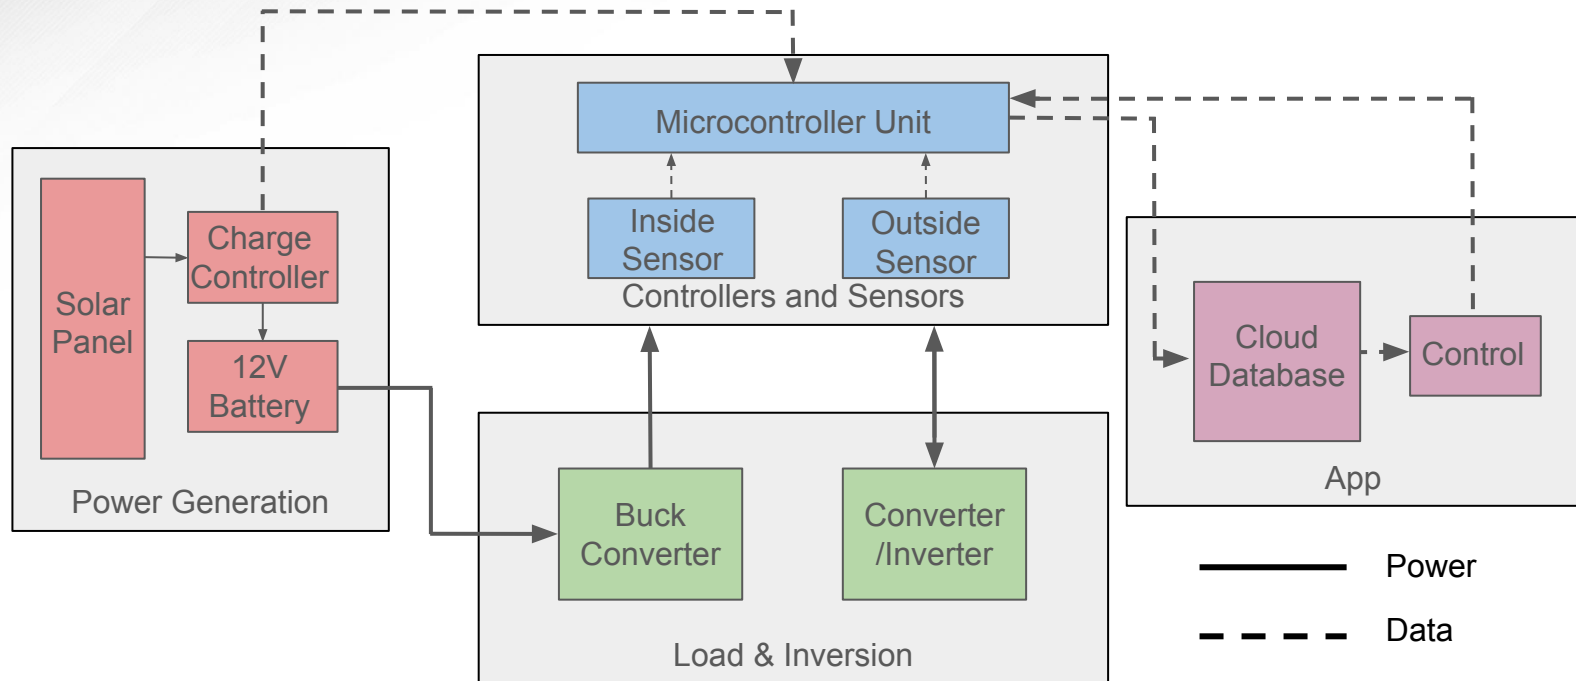 Microcontroller Unit
Inside
Sensor
Outside
Sensor
Controllers and Sensors
Solar
Panel
Charge
Controller
12V
Battery
Power Generation
Buck
Converter
Converter
/Inverter
Load & Inversion
Cloud
Database
Control
App
Power
Data